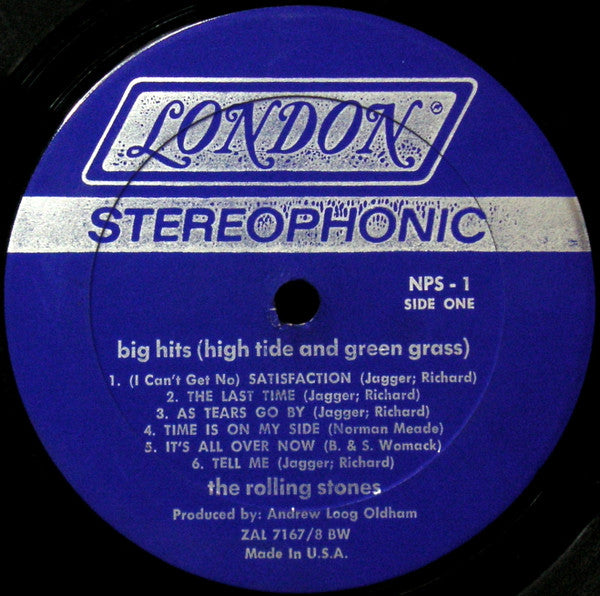 LONDON®
STEREOPHONIC
NPS - 1
SIDE ONE
big hits (high tide and green grass)
1. (I Can't Get No) SATISFACTION (Jagger; Richard)
2. THE LAST TIME (Jagger; Richard)
3. AS TEARS GO BY (Jagger; Richard)
4. TIME IS ON MY SIDE (Norman Meade)
5. IT'S ALL OVER NOW (B. & S. Womack)
6. TELL ME (Jagger; Richard)
the rolling stones
Produced by: Andrew Loog Oldham
ZAL 7167/8 BW
Made In U.S.A.